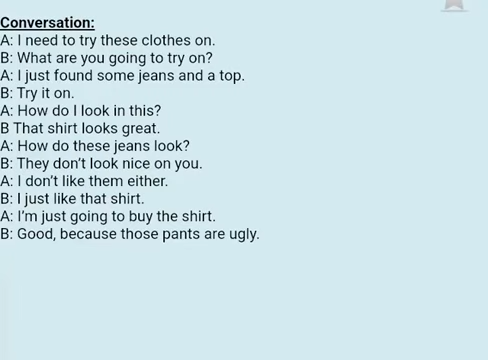 Conversation:
A: I need to try these clothes on.
B: What are you going to try on?
A: I just found some jeans and a top.
B: Try it on.
A: How do I look in this?
B That shirt looks great.
A: How do these jeans look?
B: They don’t look nice on you.
A: I don’t like them either.
B: I just like that shirt.
A: I’m just going to buy the shirt.
B: Good, because those pants are ugly.